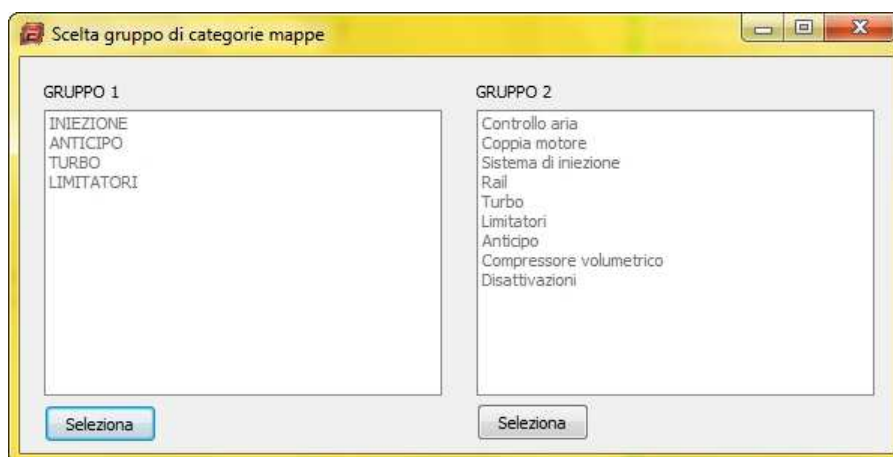 Scelta gruppo di categorie mappe
GRUPPO 1
INIEZIONE
ANTICIPO
TURBO
LIMITATORI
Seleziona
GRUPPO 2
Controllo aria
Coppia motore
Sistema di iniezione
Rail
Turbo
Limitatori
Anticipo
Compressore volumetrico
Disattivazioni
Seleziona